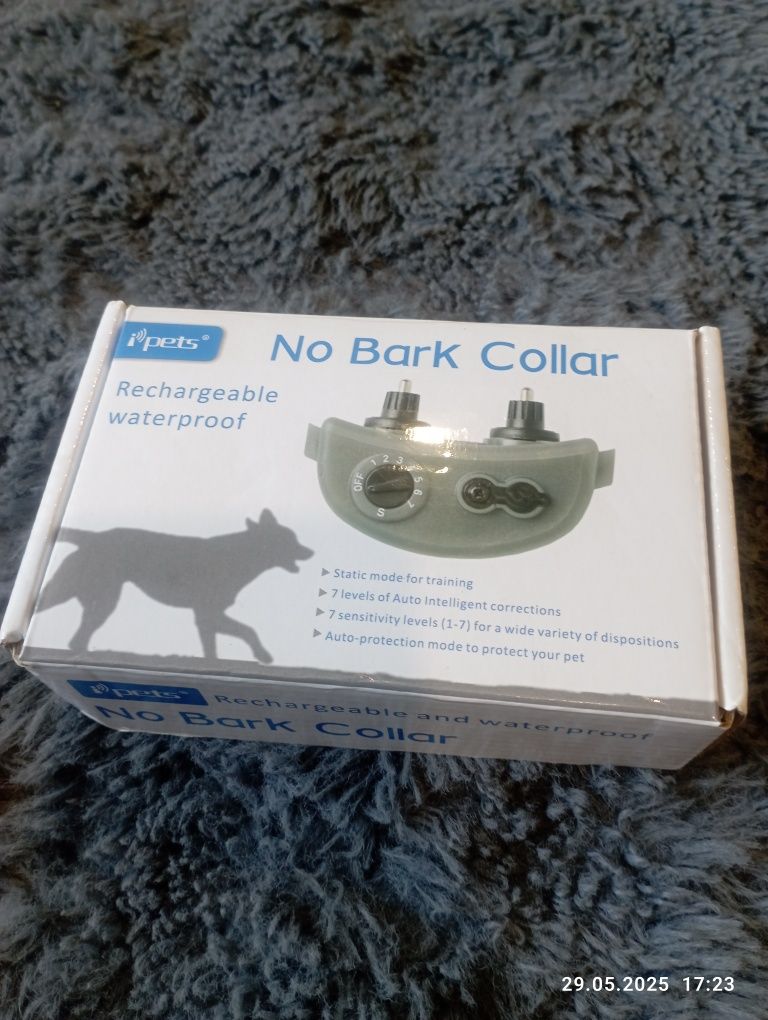 ipets®
No Bark Collar
Rechargeable
waterproof
OFF 1 2 3 5 6 7 S
Static mode for training
7 levels of Auto Intelligent corrections
7 sensitivity levels (1-7) for a wide variety of dispositions
Auto-protection mode to protect your pet
ipets® Rechargeable and waterproof
No Bark Collar
29.05.2025 17:23